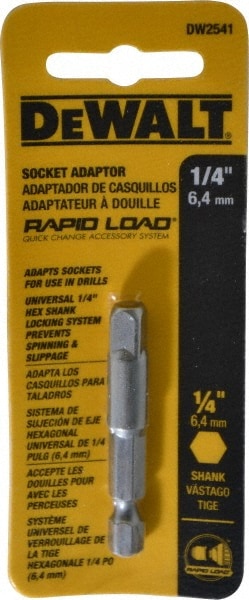 DW2541
DEWALT
SOCKET ADAPTOR
ADAPTADOR DE CASQUILLOS
ADAPTATEUR À DOUILLE
RAPID LOAD®
QUICK CHANGE ACCESSORY SYSTEM
1/4"
6,4 mm
ADAPTS SOCKETS
FOR USE IN DRILLS
UNIVERSAL 1/4"
HEX SHANK
LOCKING SYSTEM
PREVENTS
SPINNING &
SLIPPAGE
ADAPTA LOS
CASQUILLOS PARA
TALADROS
SISTEMA DE
SUJECIÓN DE EJE
HEXAGONAL
UNIVERSAL DE 1/4
PULG (6,4 mm)
ACCEPTE LES
DOUILLES POUR
AVEC LES
PERCEUSES
SYSTÈME
UNIVERSEL DE
VERROUILLAGE DE
LA TIGE
HEXAGONALE 1/4 PO
(6,4 mm)
1/4"
6,4 mm
SHANK
VÁSTAGO
TIGE
RAPID LOAD